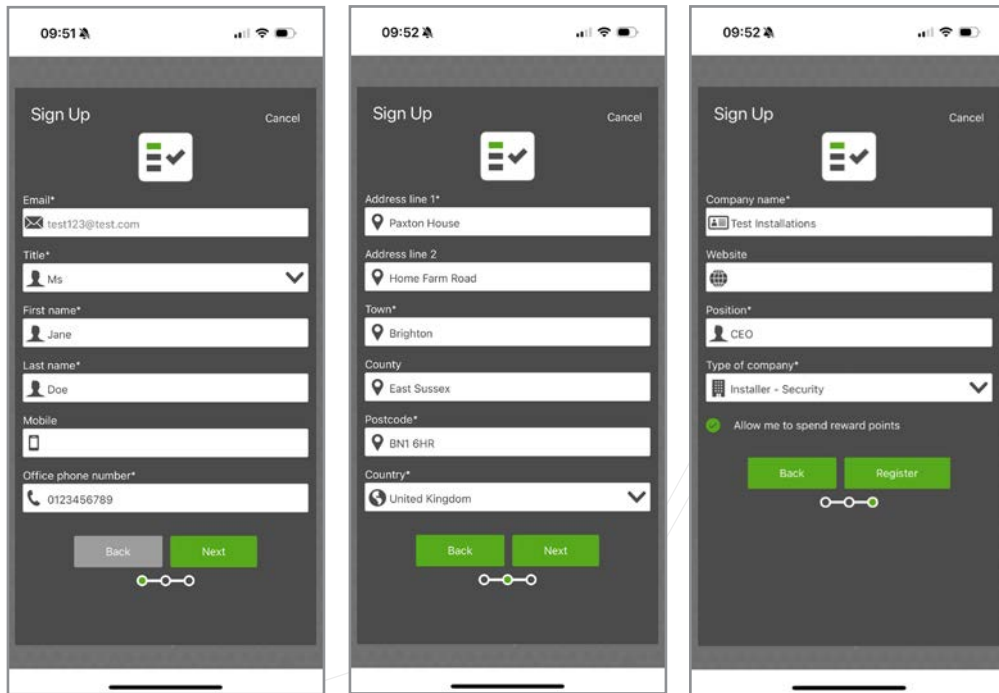 09:51
Sign Up
Cancel
Email*
test123@test.com
Title*
Ms
First name*
Jane
Last name*
Doe
Mobile
Office phone number*
0123456789
Back
Next
09:52
Sign Up
Cancel
Address line 1*
Paxton House
Address line 2
Home Farm Road
Town*
Brighton
County
East Sussex
Postcode*
BN1 6HR
Country*
United Kingdom
Back
Next
09:52
Sign Up
Cancel
Company name*
Test Installations
Website
Position*
CEO
Type of company*
Installer - Security
Allow me to spend reward points
Back
Register